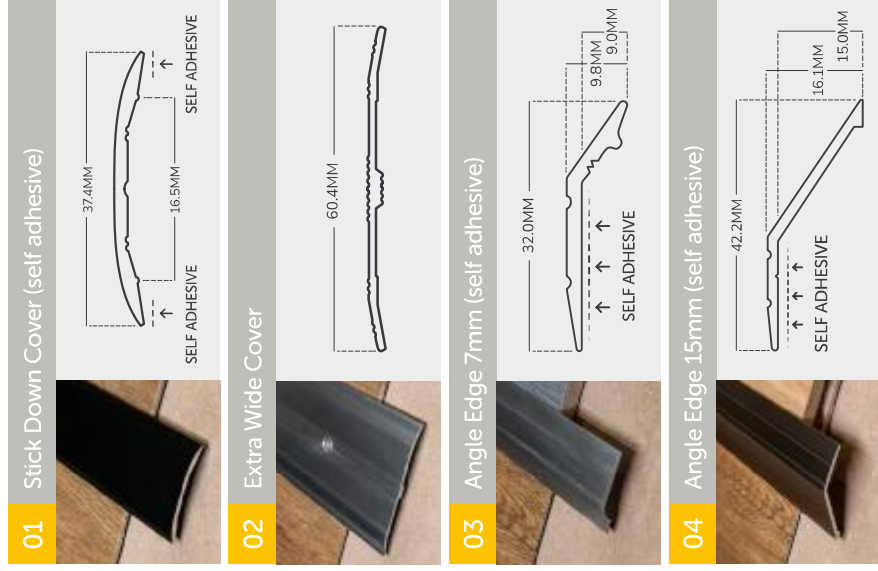 01
Stick Down Cover (self adhesive)
37.4MM
16.5MM
SELF ADHESIVE
SELF ADHESIVE
02
Extra Wide Cover
60.4MM
03
Angle Edge 7mm (self adhesive)
32.0MM
9.8MM
9.0MM
SELF ADHESIVE
04
Angle Edge 15mm (self adhesive)
42.2MM
16.1MM
15.0MM
SELF ADHESIVE